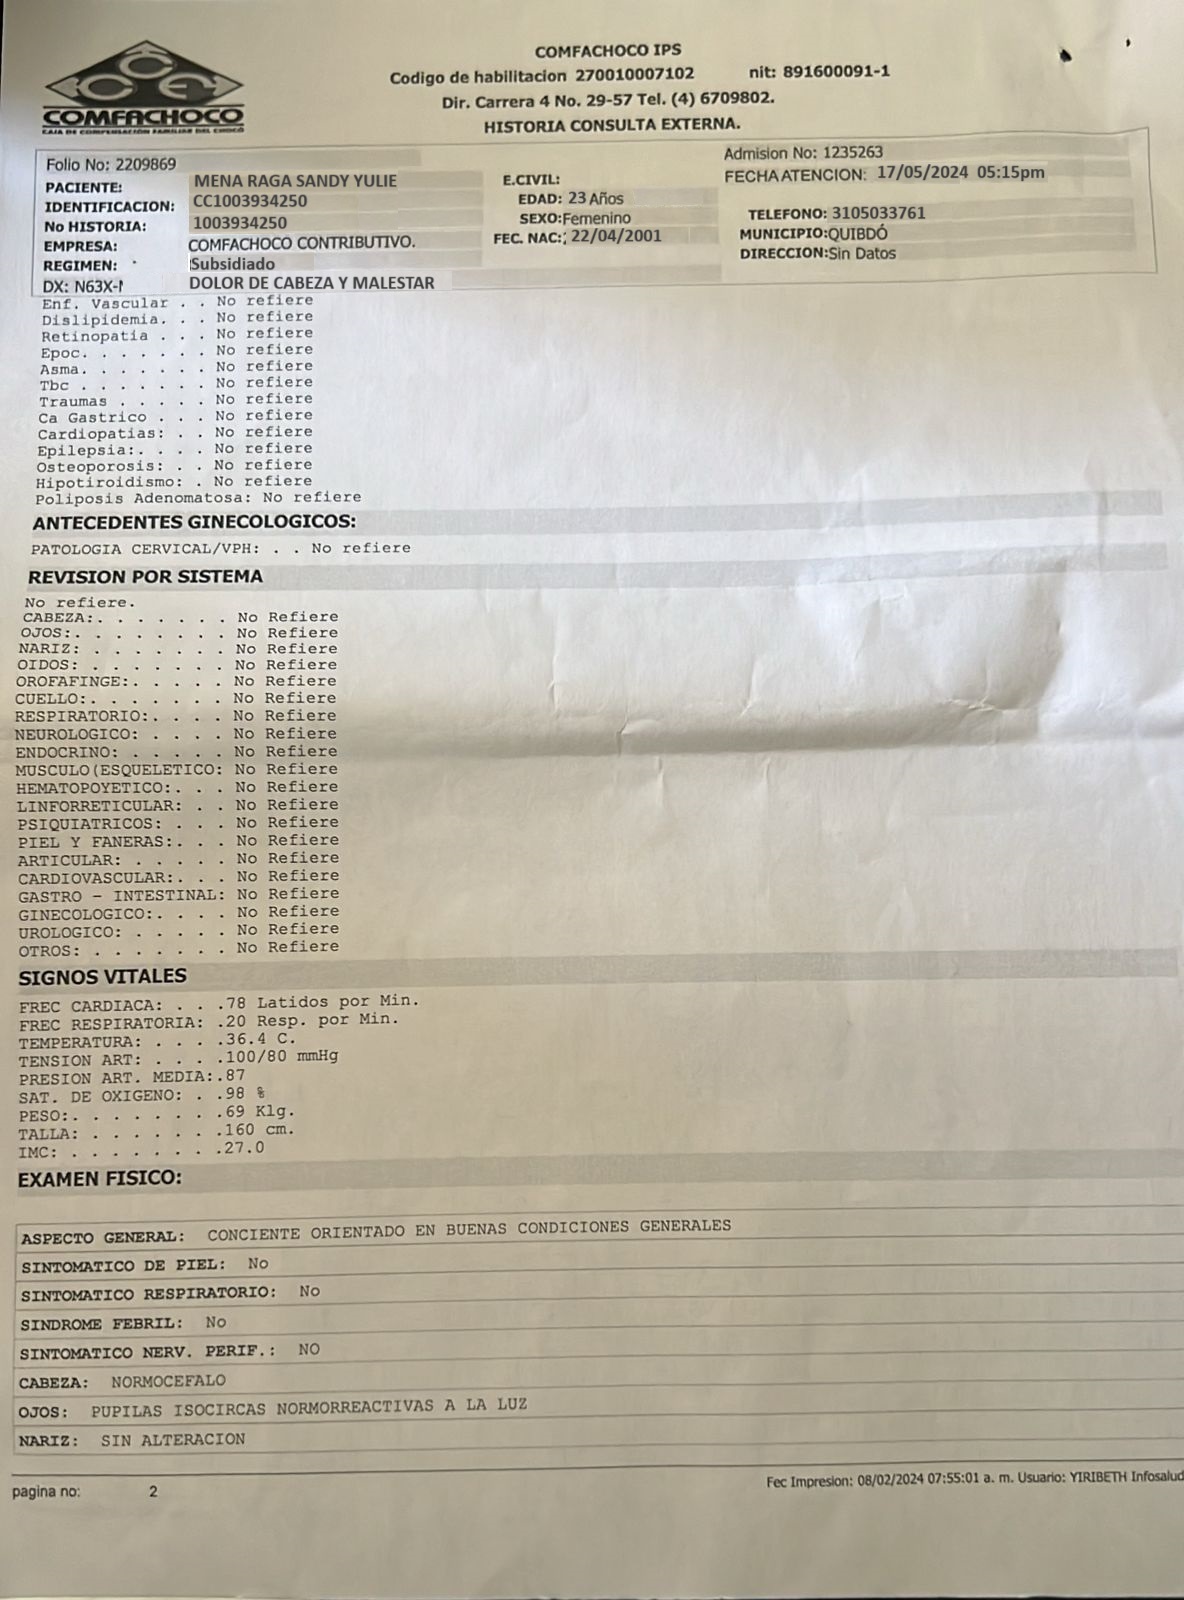 COMFACHOCO
CAJA DE COMPENSACIÓN FAMILIAR DEL CHOCÓ
COMFACHOCO IPS
Codigo de habilitacion 270010007102 nit: 891600091-1
Dir. Carrera 4 No. 29-57 Tel. (4) 6709802.
HISTORIA CONSULTA EXTERNA.
Folio No: 2209869 Admision No: 1235263
PACIENTE: MENA RAGA SANDY YULIE E.CIVIL: FECHA ATENCION: 17/05/2024 05:15pm
IDENTIFICACION: CC1003934250 EDAD: 23 Años
No HISTORIA: 1003934250 SEXO:Femenino TELEFONO: 3105033761
EMPRESA: COMFACHOCO CONTRIBUTIVO. FEC. NAC:; 22/04/2001 MUNICIPIO:QUIBDÓ
REGIMEN: Subsidiado DIRECCION:Sin Datos
DX: N63X-I DOLOR DE CABEZA Y MALESTAR
Enf. Vascular . . No refiere
Dislipidemia. . . No refiere
Retinopatia . . . No refiere
Epoc. . . . . . . No refiere
Asma. . . . . . . No refiere
Tbc . . . . . . . No refiere
Traumas . . . . . No refiere
Ca Gastrico . . . No refiere
Cardiopatias: . . No refiere
Epilepsia:. . . . No refiere
Osteoporosis: . . No refiere
Hipotiroidismo: . No refiere
Poliposis Adenomatosa: No refiere
ANTECEDENTES GINECOLOGICOS:
PATOLOGIA CERVICAL/VPH: . . No refiere
REVISION POR SISTEMA
No refiere.
CABEZA:. . . . . . . No Refiere
OJOS:. . . . . . . . No Refiere
NARIZ: . . . . . . . No Refiere
OIDOS: . . . . . . . No Refiere
OROFAFINGE:. . . . . No Refiere
CUELLO:. . . . . . . No Refiere
RESPIRATORIO:. . . . No Refiere
NEUROLOGICO: . . . . No Refiere
ENDOCRINO: . . . . . No Refiere
MUSCULO(ESQUELETICO: No Refiere
HEMATOPOYETICO:. . . No Refiere
LINFORRETICULAR: . . No Refiere
PSIQUIATRICOS: . . . No Refiere
PIEL Y FANERAS:. . . No Refiere
ARTICULAR: . . . . . No Refiere
CARDIOVASCULAR:. . . No Refiere
GASTRO - INTESTINAL: No Refiere
GINECOLOGICO:. . . . No Refiere
UROLOGICO: . . . . . No Refiere
OTROS: . . . . . . . No Refiere
SIGNOS VITALES
FREC CARDIACA: . . .78 Latidos por Min.
FREC RESPIRATORIA: .20 Resp. por Min.
TEMPERATURA: . . . .36.4 C.
TENSION ART: . . . .100/80 mmHg
PRESION ART. MEDIA:.87
SAT. DE OXIGENO: . .98 %
PESO:. . . . . . . .69 Klg.
TALLA: . . . . . . .160 cm.
IMC: . . . . . . . .27.0
EXAMEN FISICO:
ASPECTO GENERAL: CONCIENTE ORIENTADO EN BUENAS CONDICIONES GENERALES
SINTOMATICO DE PIEL: No
SINTOMATICO RESPIRATORIO: No
SINDROME FEBRIL: No
SINTOMATICO NERV. PERIF.: NO
CABEZA: NORMOCEFALO
OJOS: PUPILAS ISOCIRCAS NORMORREACTIVAS A LA LUZ
NARIZ: SIN ALTERACION
pagina no: 2 Fec Impresion: 08/02/2024 07:55:01 a. m. Usuario: YIRIBETH Infosalud